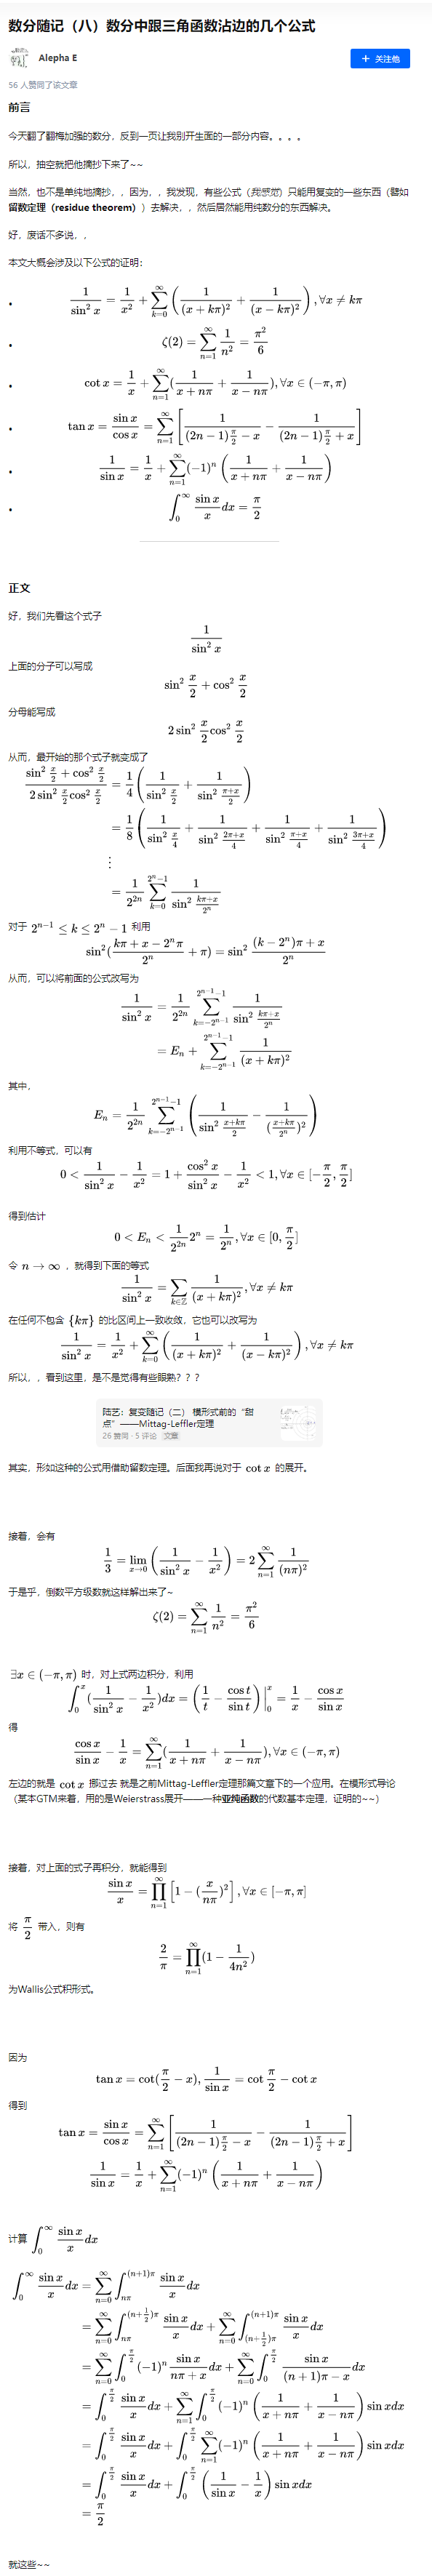 数分随记（八）数分中跟三角函数沾边的几个公式
Alepha E
+ 关注他
56 人赞同了该文章
前言
今天翻了翻梅加强的数分，反到一页让我别开生面的一部分内容。。。。
所以，抽空就把他摘抄下来了~~
当然，也不是单纯地摘抄，，因为，，我发现，有些公式（我感觉）只能用复变的一些东西（譬如
留数定理（residue theorem））去解决，，然后居然能用纯数分的东西解决。
好，废话不多说，，
本文大概会涉及以下公式的证明：
• \frac{1}{\sin^2 x} = \frac{1}{x^2} + \sum_{k=0}^{\infty} \left( \frac{1}{(x+k\pi)^2} + \frac{1}{(x-k\pi)^2} \right), \forall x \neq k\pi
• \zeta(2) = \sum_{n=1}^{\infty} \frac{1}{n^2} = \frac{\pi^2}{6}
• \cot x = \frac{1}{x} + \sum_{n=1}^{\infty} ( \frac{1}{x+n\pi} + \frac{1}{x-n\pi} ), \forall x \in (-\pi, \pi)
• \tan x = \frac{\sin x}{\cos x} = \sum_{n=1}^{\infty} \left[ \frac{1}{(2n-1)\frac{\pi}{2}-x} - \frac{1}{(2n-1)\frac{\pi}{2}+x} \right]
• \frac{1}{\sin x} = \frac{1}{x} + \sum_{n=1}^{\infty} (-1)^n \left( \frac{1}{x+n\pi} + \frac{1}{x-n\pi} \right)
• \int_0^{\infty} \frac{\sin x}{x} dx = \frac{\pi}{2}
正文
好，我们先看这个式子
\frac{1}{\sin^2 x}
上面的分子可以写成
\sin^2 \frac{x}{2} + \cos^2 \frac{x}{2}
分母能写成
2 \sin^2 \frac{x}{2} \cos^2 \frac{x}{2}
从而，最开始的那个式子就变成了
\frac{\sin^2 \frac{x}{2} + \cos^2 \frac{x}{2}}{2 \sin^2 \frac{x}{2} \cos^2 \frac{x}{2}} = \frac{1}{4} \left( \frac{1}{\sin^2 \frac{x}{2}} + \frac{1}{\sin^2 \frac{\pi+x}{2}} \right)
= \frac{1}{8} \left( \frac{1}{\sin^2 \frac{x}{4}} + \frac{1}{\sin^2 \frac{2\pi+x}{4}} + \frac{1}{\sin^2 \frac{\pi+x}{4}} + \frac{1}{\sin^2 \frac{3\pi+x}{4}} \right)
⋮
= \frac{1}{2^{2n}} \sum_{k=0}^{2^n-1} \frac{1}{\sin^2 \frac{k\pi+x}{2^n}}
对于 2^{n-1} \leq k \leq 2^n - 1 利用
\sin^2( \frac{k\pi+x-2^n\pi}{2^n} + \pi ) = \sin^2 \frac{(k-2^n)\pi+x}{2^n}
从而，可以将前面的公式改写为
\frac{1}{\sin^2 x} = \frac{1}{2^{2n}} \sum_{k=-2^{n-1}}^{2^{n-1}-1} \frac{1}{\sin^2 \frac{k\pi+x}{2^n}}
= E_n + \sum_{k=-2^{n-1}}^{2^{n-1}-1} \frac{1}{(x+k\pi)^2}
其中，
E_n = \frac{1}{2^{2n}} \sum_{k=-2^{n-1}}^{2^{n-1}-1} \left( \frac{1}{\sin^2 \frac{x+k\pi}{2}} - \frac{1}{(\frac{x+k\pi}{2^n})^2} \right)
利用不等式，可以有
0 < \frac{1}{\sin^2 x} - \frac{1}{x^2} = 1 + \frac{\cos^2 x}{\sin^2 x} - \frac{1}{x^2} < 1, \forall x \in [-\frac{\pi}{2}, \frac{\pi}{2}]
得到估计
0 < E_n < \frac{1}{2^{2n}} 2^n = \frac{1}{2^n}, \forall x \in [0, \frac{\pi}{2}]
令 n \to \infty ，就得到下面的等式
\frac{1}{\sin^2 x} = \sum_{k \in \mathbb{Z}} \frac{1}{(x+k\pi)^2}, \forall x \neq k\pi
在任何不包含 {k\pi} 的比区间上一致收敛，它也可以改写为
\frac{1}{\sin^2 x} = \frac{1}{x^2} + \sum_{k=0}^{\infty} \left( \frac{1}{(x+k\pi)^2} + \frac{1}{(x-k\pi)^2} \right), \forall x \neq k\pi
所以，，看到这里，是不是觉得有些眼熟？？？
陆艺：复变随记（二） 模形式前的“甜
点”——Mittag-Leffler定理
26 赞同 · 5 评论 文章
其实，形如这种的公式用借助留数定理。后面我再说对于 \cot x 的展开。
接着，会有
\frac{1}{3} = \lim_{x \to 0} \left( \frac{1}{\sin^2 x} - \frac{1}{x^2} \right) = 2 \sum_{n=1}^{\infty} \frac{1}{(n\pi)^2}
于是乎，倒数平方级数就这样解出来了~
\zeta(2) = \sum_{n=1}^{\infty} \frac{1}{n^2} = \frac{\pi^2}{6}
\exists x \in (-\pi, \pi) 时，对上式两边积分，利用
\int_0^x ( \frac{1}{\sin^2 x} - \frac{1}{x^2} ) dx = \left( \frac{1}{t} - \frac{\cos t}{\sin t} \right) \Big|_0^x = \frac{1}{x} - \frac{\cos x}{\sin x}
得
\frac{\cos x}{\sin x} - \frac{1}{x} = \sum_{n=1}^{\infty} ( \frac{1}{x+n\pi} + \frac{1}{x-n\pi} ), \forall x \in (-\pi, \pi)
左边的就是 \cot x 挪过去 就是之前Mittag-Leffler定理那篇文章下的一个应用。在模形式导论
（某本GTM来着，用的是Weierstrass展开——一种亚纯函数的代数基本定理，证明的~~）
接着，对上面的式子再积分，就能得到
\frac{\sin x}{x} = \prod_{n=1}^{\infty} \left[ 1 - ( \frac{x}{n\pi} )^2 \right], \forall x \in [-\pi, \pi]
将 \frac{\pi}{2} 带入，则有
\frac{2}{\pi} = \prod_{n=1}^{\infty} (1 - \frac{1}{4n^2})
为Wallis公式积形式。
因为
\tan x = \cot( \frac{\pi}{2} - x ), \frac{1}{\sin x} = \cot \frac{\pi}{2} - \cot x
得到
\tan x = \frac{\sin x}{\cos x} = \sum_{n=1}^{\infty} \left[ \frac{1}{(2n-1)\frac{\pi}{2}-x} - \frac{1}{(2n-1)\frac{\pi}{2}+x} \right]
\frac{1}{\sin x} = \frac{1}{x} + \sum_{n=1}^{\infty} (-1)^n \left( \frac{1}{x+n\pi} + \frac{1}{x-n\pi} \right)
计算 \int_0^{\infty} \frac{\sin x}{x} dx
\int_0^{\infty} \frac{\sin x}{x} dx = \sum_{n=0}^{\infty} \int_{n\pi}^{(n+1)\pi} \frac{\sin x}{x} dx
= \sum_{n=0}^{\infty} \int_{n\pi}^{(n+\frac{1}{2})\pi} \frac{\sin x}{x} dx + \sum_{n=0}^{\infty} \int_{(n+\frac{1}{2})\pi}^{(n+1)\pi} \frac{\sin x}{x} dx
= \sum_{n=0}^{\infty} \int_0^{\frac{\pi}{2}} (-1)^n \frac{\sin x}{n\pi+x} dx + \sum_{n=0}^{\infty} \int_0^{\frac{\pi}{2}} \frac{\sin x}{(n+1)\pi-x} dx
= \int_0^{\frac{\pi}{2}} \frac{\sin x}{x} dx + \sum_{n=1}^{\infty} \int_0^{\frac{\pi}{2}} (-1)^n \left( \frac{1}{x+n\pi} + \frac{1}{x-n\pi} \right) \sin x dx
= \int_0^{\frac{\pi}{2}} \frac{\sin x}{x} dx + \int_0^{\frac{\pi}{2}} \sum_{n=1}^{\infty} (-1)^n \left( \frac{1}{x+n\pi} + \frac{1}{x-n\pi} \right) \sin x dx
= \int_0^{\frac{\pi}{2}} \frac{\sin x}{x} dx + \int_0^{\frac{\pi}{2}} \left( \frac{1}{\sin x} - \frac{1}{x} \right) \sin x dx
= \frac{\pi}{2}
就这些~~